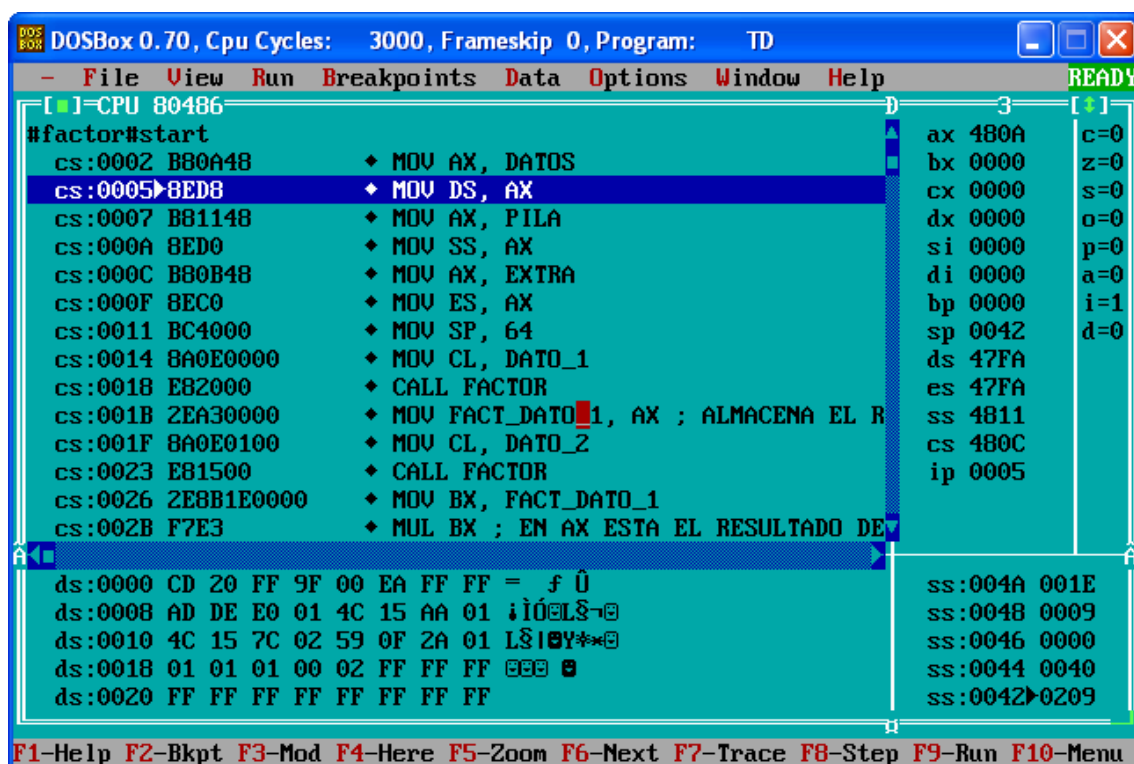 DOSBox 0.70, Cpu Cycles: 3000, Frameskip 0, Program: TD
- File View Run Breakpoints Data Options Window Help READY
[■]=CPU 80486 D 3 [↕]
#factor#start ax 480A c=0
cs:0002 B80A48 ♦ MOV AX, DATOS bx 0000 z=0
cs:0005►8ED8 ♦ MOV DS, AX cx 0000 s=0
cs:0007 B81148 ♦ MOV AX, PILA dx 0000 o=0
cs:000A 8ED0 ♦ MOV SS, AX si 0000 p=0
cs:000C B80B48 ♦ MOV AX, EXTRA di 0000 a=0
cs:000F 8EC0 ♦ MOV ES, AX bp 0000 i=1
cs:0011 BC4000 ♦ MOV SP, 64 sp 0042 d=0
cs:0014 8A0E0000 ♦ MOV CL, DATO_1 ds 47FA
cs:0018 E82000 ♦ CALL FACTOR es 47FA
cs:001B 2EA30000 ♦ MOV FACT_DATO_1, AX ; ALMACENA EL R ss 4811
cs:001F 8A0E0100 ♦ MOV CL, DATO_2 cs 480C
cs:0023 E81500 ♦ CALL FACTOR ip 0005
cs:0026 2E8B1E0000 ♦ MOV BX, FACT_DATO_1
cs:002B F7E3 ♦ MUL BX ; EN AX ESTA EL RESULTADO DE
ds:0000 CD 20 FF 9F 00 EA FF FF = ƒ Û ss:004A 001E
ds:0008 AD DE E0 01 4C 15 AA 01 ¡ÌÓ☺L§¬☺ ss:0048 0009
ds:0010 4C 15 7C 02 59 0F 2A 01 L§|☻Y☼*☺ ss:0046 0000
ds:0018 01 01 01 00 02 FF FF FF ☺☺☺ ☻ ss:0044 0040
ds:0020 FF FF FF FF FF FF FF FF ss:0042►0209
F1-Help F2-Bkpt F3-Mod F4-Here F5-Zoom F6-Next F7-Trace F8-Step F9-Run F10-Menu